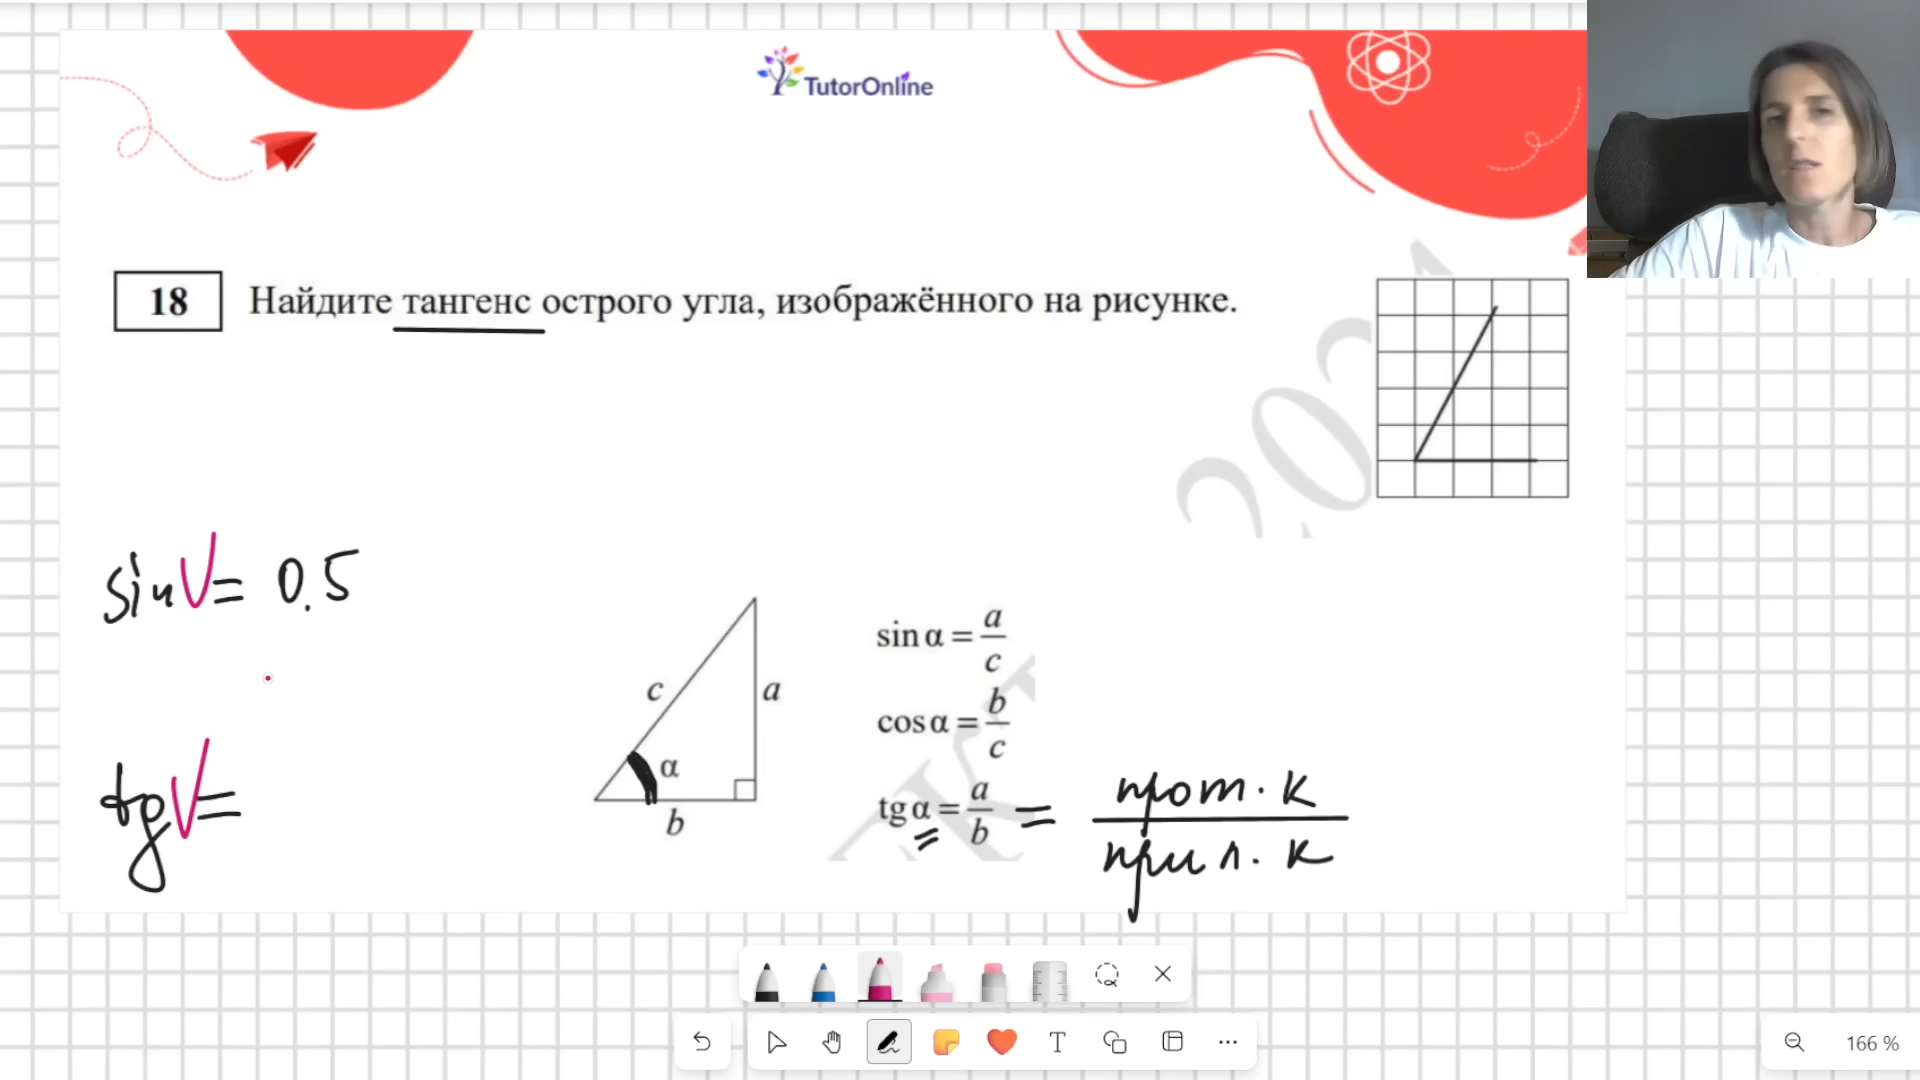 TutorOnline
18 Найдите тангенс острого угла, изображённого на рисунке.
sin V = 0.5
c
a
α
b
sin α = a/c
cos α = b/c
tg α = a/b = прот. к / прил. к
tg V =
T
166 %